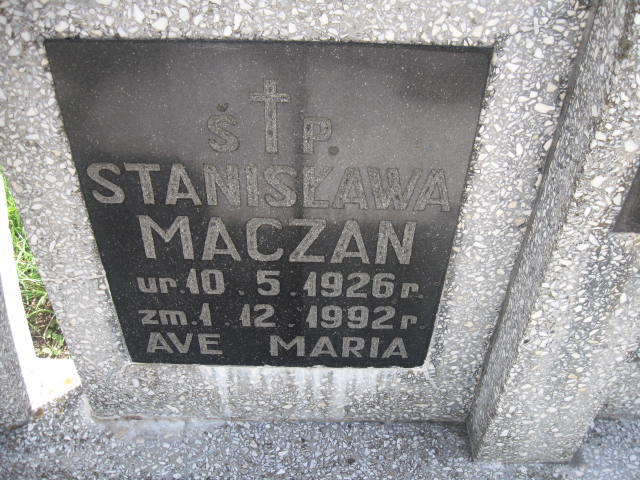 Ś P.
STANISŁAWA
MACZAN
ur. 10. 5. 1926 r.
zm. 1. 12. 1992 r.
AVE MARIA